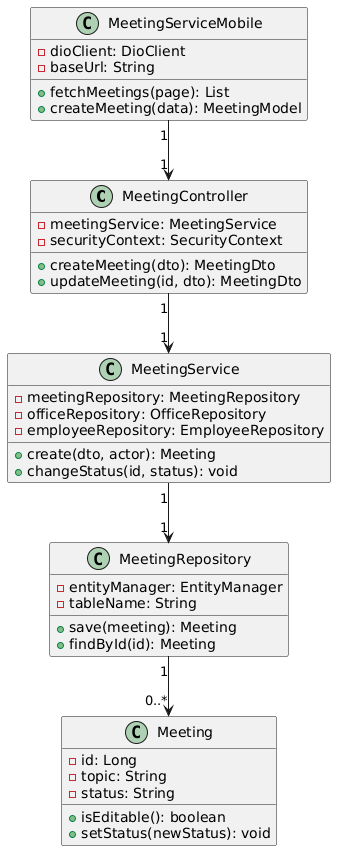 C MeetingServiceMobile
dioClient: DioClient
baseUrl: String
fetchMeetings(page): List
createMeeting(data): MeetingModel
1
1
C MeetingController
meetingService: MeetingService
securityContext: SecurityContext
createMeeting(dto): MeetingDto
updateMeeting(id, dto): MeetingDto
1
1
C MeetingService
meetingRepository: MeetingRepository
officeRepository: OfficeRepository
employeeRepository: EmployeeRepository
create(dto, actor): Meeting
changeStatus(id, status): void
1
1
C MeetingRepository
entityManager: EntityManager
tableName: String
save(meeting): Meeting
findById(id): Meeting
1
0..*
C Meeting
id: Long
topic: String
status: String
isEditable(): boolean
setStatus(newStatus): void